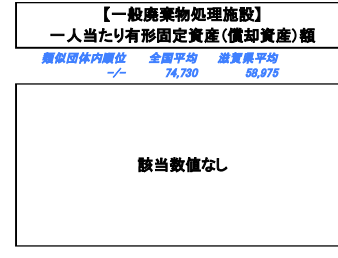 【一般廃棄物処理施設】
一人当たり有形固定資産(償却資産)額
類似団体内順位 全国平均 滋賀県平均
-/- 74,730 58,975
該当数値なし